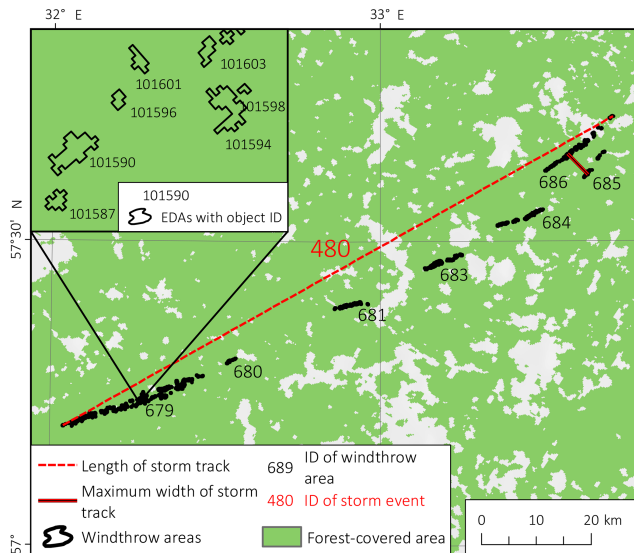 32° E
33° E
57°30' N
57°
101603
101601
101596
101598
101594
101590
101587
101590
EDAs with object ID
480
686
685
684
683
681
680
679
Length of storm track
Maximum width of storm
track
Windthrow areas
689
ID of windthrow
area
480
ID of storm event
Forest-covered area
0 10 20 km